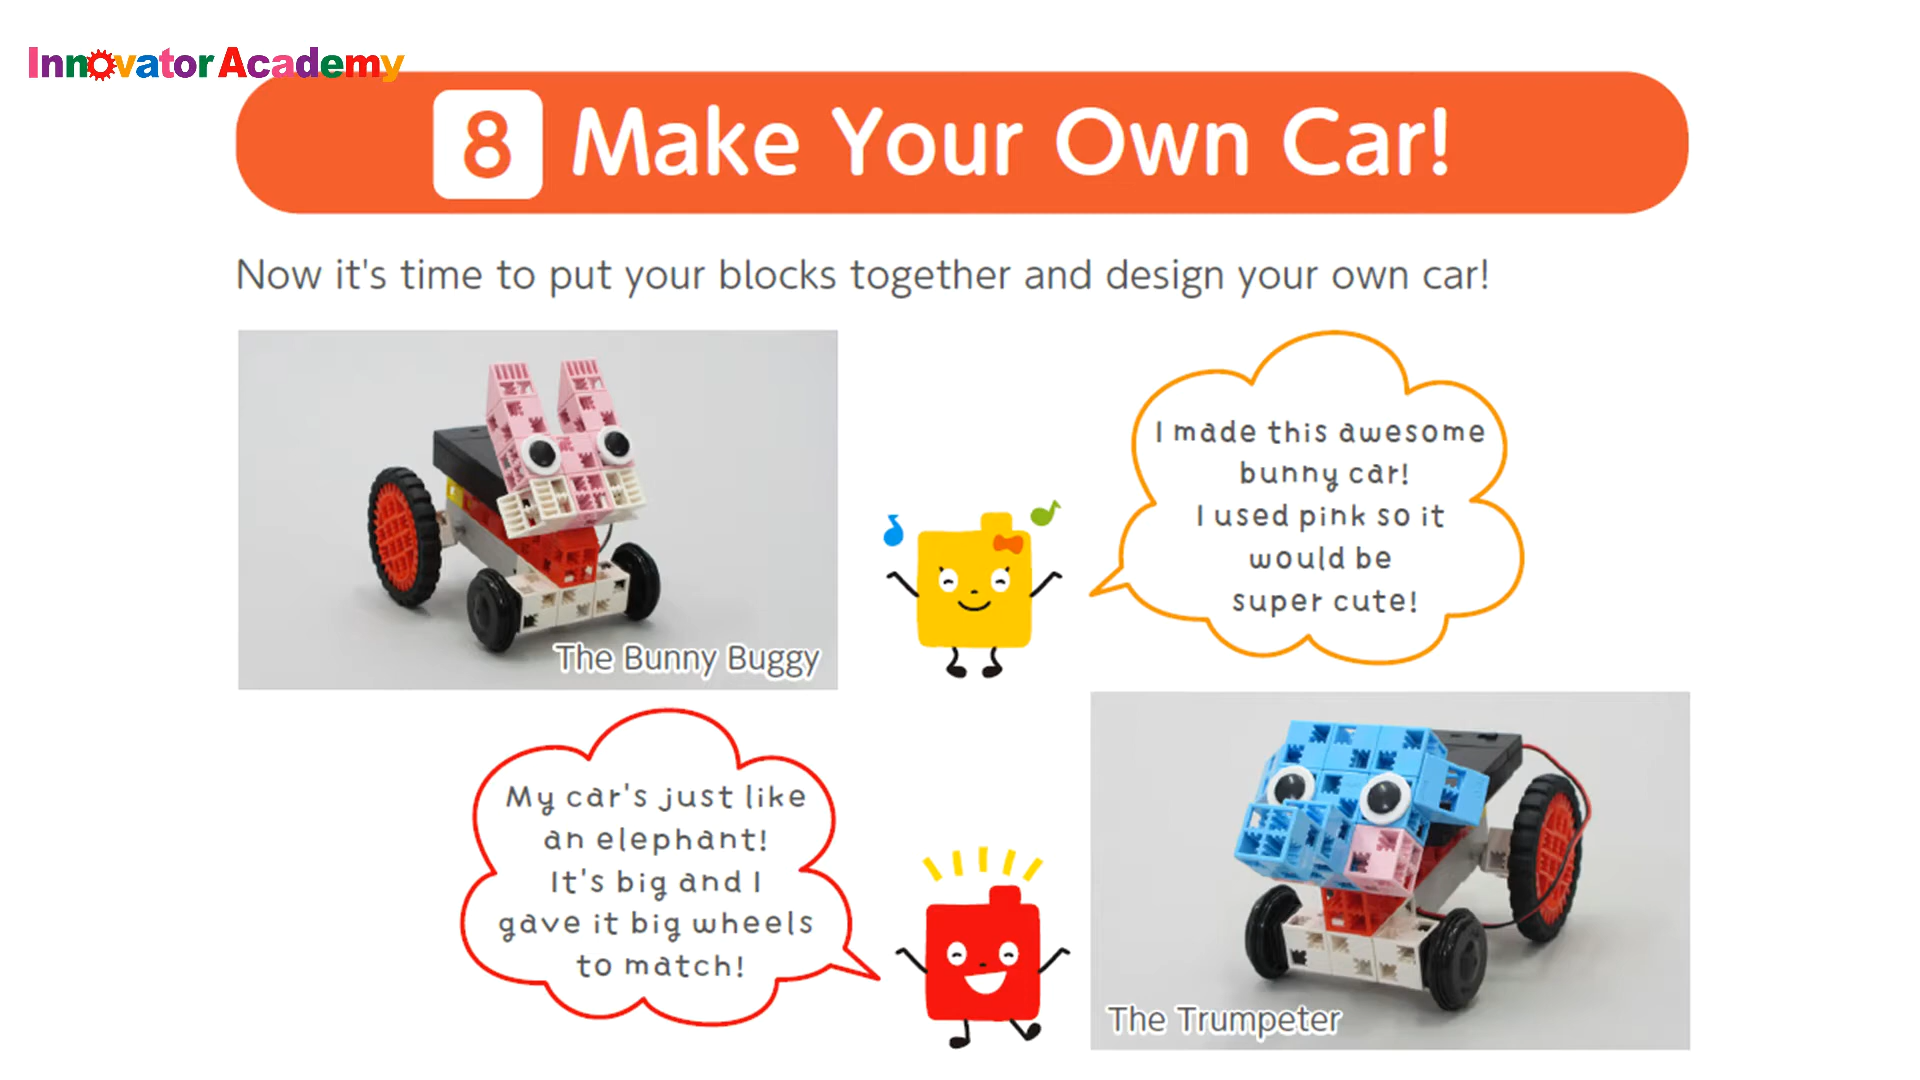 Innovator Academy
8 Make Your Own Car!
Now it's time to put your blocks together and design your own car!
The Bunny Buggy
I made this awesome
bunny car!
I used pink so it
would be
super cute!
My car's just like
an elephant!
It's big and I
gave it big wheels
to match!
The Trumpeter